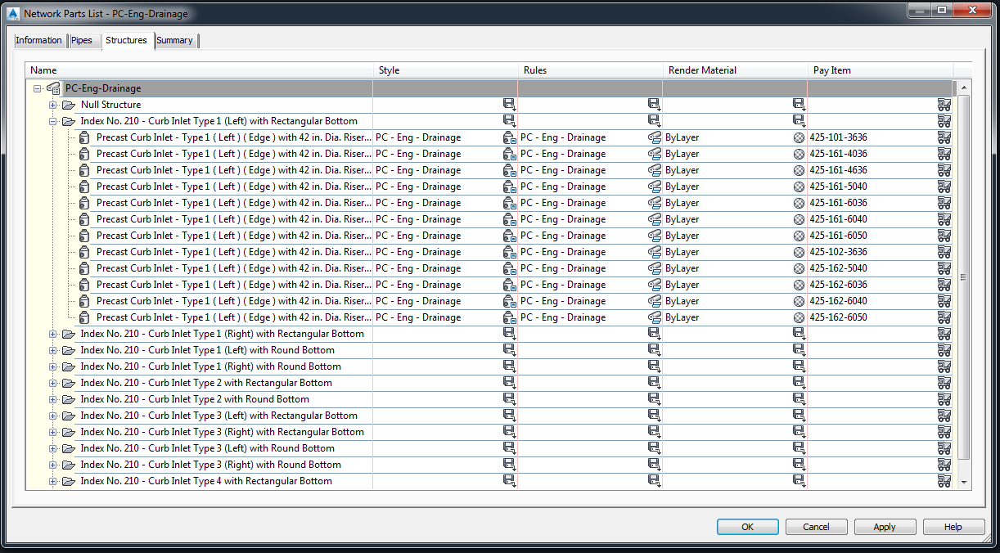 Network Parts List - PC-Eng-Drainage
Information Pipes Structures Summary
Name Style Rules Render Material Pay Item
PC-Eng-Drainage
Null Structure
Index No. 210 - Curb Inlet Type 1 (Left) with Rectangular Bottom
Precast Curb Inlet - Type 1 ( Left ) ( Edge ) with 42 in. Dia. Riser... PC - Eng - Drainage PC - Eng - Drainage ByLayer 425-101-3636
Precast Curb Inlet - Type 1 ( Left ) ( Edge ) with 42 in. Dia. Riser... PC - Eng - Drainage PC - Eng - Drainage ByLayer 425-161-4036
Precast Curb Inlet - Type 1 ( Left ) ( Edge ) with 42 in. Dia. Riser... PC - Eng - Drainage PC - Eng - Drainage ByLayer 425-161-4636
Precast Curb Inlet - Type 1 ( Left ) ( Edge ) with 42 in. Dia. Riser... PC - Eng - Drainage PC - Eng - Drainage ByLayer 425-161-5040
Precast Curb Inlet - Type 1 ( Left ) ( Edge ) with 42 in. Dia. Riser... PC - Eng - Drainage PC - Eng - Drainage ByLayer 425-161-6036
Precast Curb Inlet - Type 1 ( Left ) ( Edge ) with 42 in. Dia. Riser... PC - Eng - Drainage PC - Eng - Drainage ByLayer 425-161-6040
Precast Curb Inlet - Type 1 ( Left ) ( Edge ) with 42 in. Dia. Riser... PC - Eng - Drainage PC - Eng - Drainage ByLayer 425-161-6050
Precast Curb Inlet - Type 1 ( Left ) ( Edge ) with 42 in. Dia. Riser... PC - Eng - Drainage PC - Eng - Drainage ByLayer 425-102-3636
Precast Curb Inlet - Type 1 ( Left ) ( Edge ) with 42 in. Dia. Riser... PC - Eng - Drainage PC - Eng - Drainage ByLayer 425-162-5040
Precast Curb Inlet - Type 1 ( Left ) ( Edge ) with 42 in. Dia. Riser... PC - Eng - Drainage PC - Eng - Drainage ByLayer 425-162-6036
Precast Curb Inlet - Type 1 ( Left ) ( Edge ) with 42 in. Dia. Riser... PC - Eng - Drainage PC - Eng - Drainage ByLayer 425-162-6040
Precast Curb Inlet - Type 1 ( Left ) ( Edge ) with 42 in. Dia. Riser... PC - Eng - Drainage PC - Eng - Drainage ByLayer 425-162-6050
Index No. 210 - Curb Inlet Type 1 (Right) with Rectangular Bottom
Index No. 210 - Curb Inlet Type 1 (Left) with Round Bottom
Index No. 210 - Curb Inlet Type 1 (Right) with Round Bottom
Index No. 210 - Curb Inlet Type 2 with Rectangular Bottom
Index No. 210 - Curb Inlet Type 2 with Round Bottom
Index No. 210 - Curb Inlet Type 3 (Left) with Rectangular Bottom
Index No. 210 - Curb Inlet Type 3 (Right) with Rectangular Bottom
Index No. 210 - Curb Inlet Type 3 (Left) with Round Bottom
Index No. 210 - Curb Inlet Type 3 (Right) with Round Bottom
Index No. 210 - Curb Inlet Type 4 with Rectangular Bottom
OK Cancel Apply Help